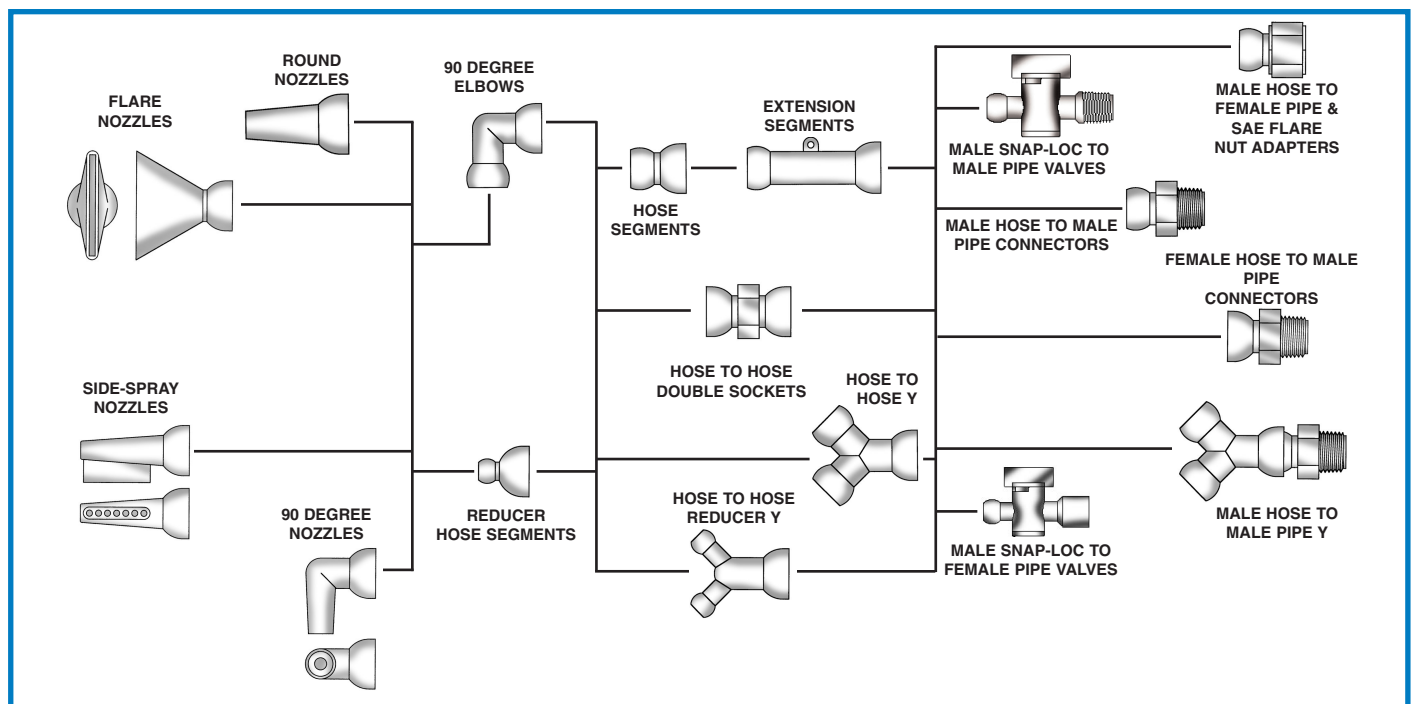 ROUND
NOZZLES
FLARE
NOZZLES
90 DEGREE
ELBOWS
EXTENSION
SEGMENTS
HOSE
SEGMENTS
MALE SNAP-LOC TO
MALE PIPE VALVES
MALE HOSE TO
FEMALE PIPE &
SAE FLARE
NUT ADAPTERS
MALE HOSE TO MALE
PIPE CONNECTORS
FEMALE HOSE TO MALE
PIPE
CONNECTORS
SIDE-SPRAY
NOZZLES
HOSE TO HOSE
DOUBLE SOCKETS
HOSE TO
HOSE Y
90 DEGREE
NOZZLES
REDUCER
HOSE SEGMENTS
HOSE TO HOSE
REDUCER Y
MALE SNAP-LOC TO
FEMALE PIPE VALVES
MALE HOSE TO
MALE PIPE Y